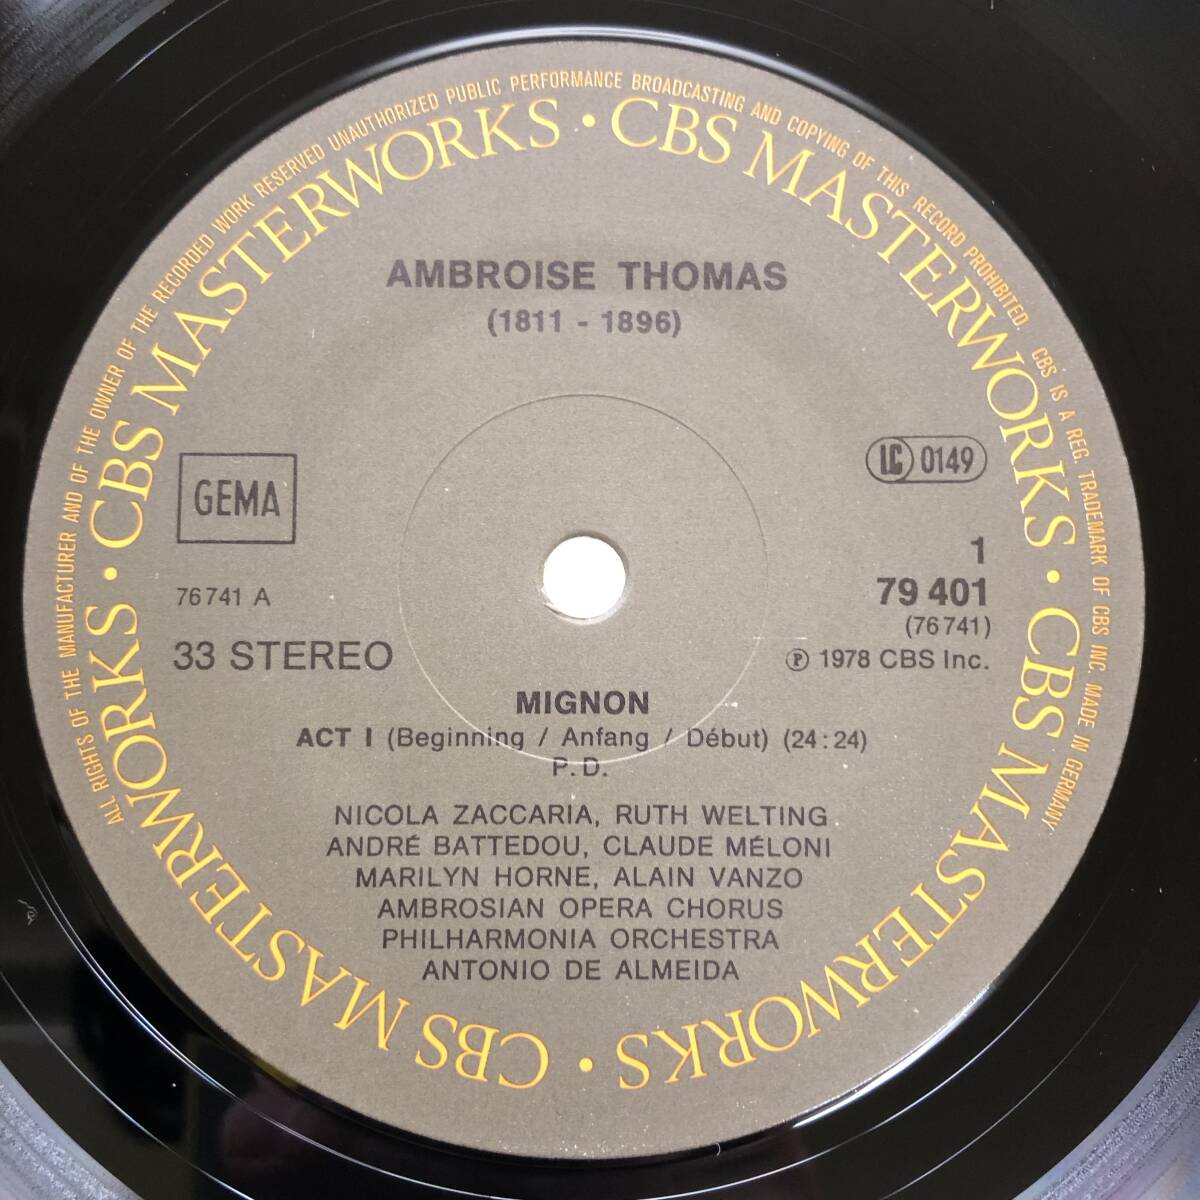 ALL RIGHTS OF THE MANUFACTURER AND OF THE OWNER OF THE RECORDED WORK RESERVED UNAUTHORIZED PUBLIC PERFORMANCE BROADCASTING AND COPYING OF THIS RECORD PROHIBITED. CBS IS A REG. TRADEMARK OF CBS INC. MADE IN GERMANY
CBS MASTERWORKS · CBS MASTERWORKS · CBS MASTERWORKS · CBS MASTERWORKS ·
AMBROISE THOMAS
(1811 - 1896)
GEMA
LC 0149
76 741 A
33 STEREO
1
79 401
(76 741)
Ⓟ 1978 CBS Inc.
MIGNON
ACT I (Beginning / Anfang / Début) (24:24)
P. D.
NICOLA ZACCARIA, RUTH WELTING
ANDRÉ BATTEDOU, CLAUDE MÉLONI
MARILYN HORNE, ALAIN VANZO
AMBROSIAN OPERA CHORUS
PHILHARMONIA ORCHESTRA
ANTONIO DE ALMEIDA